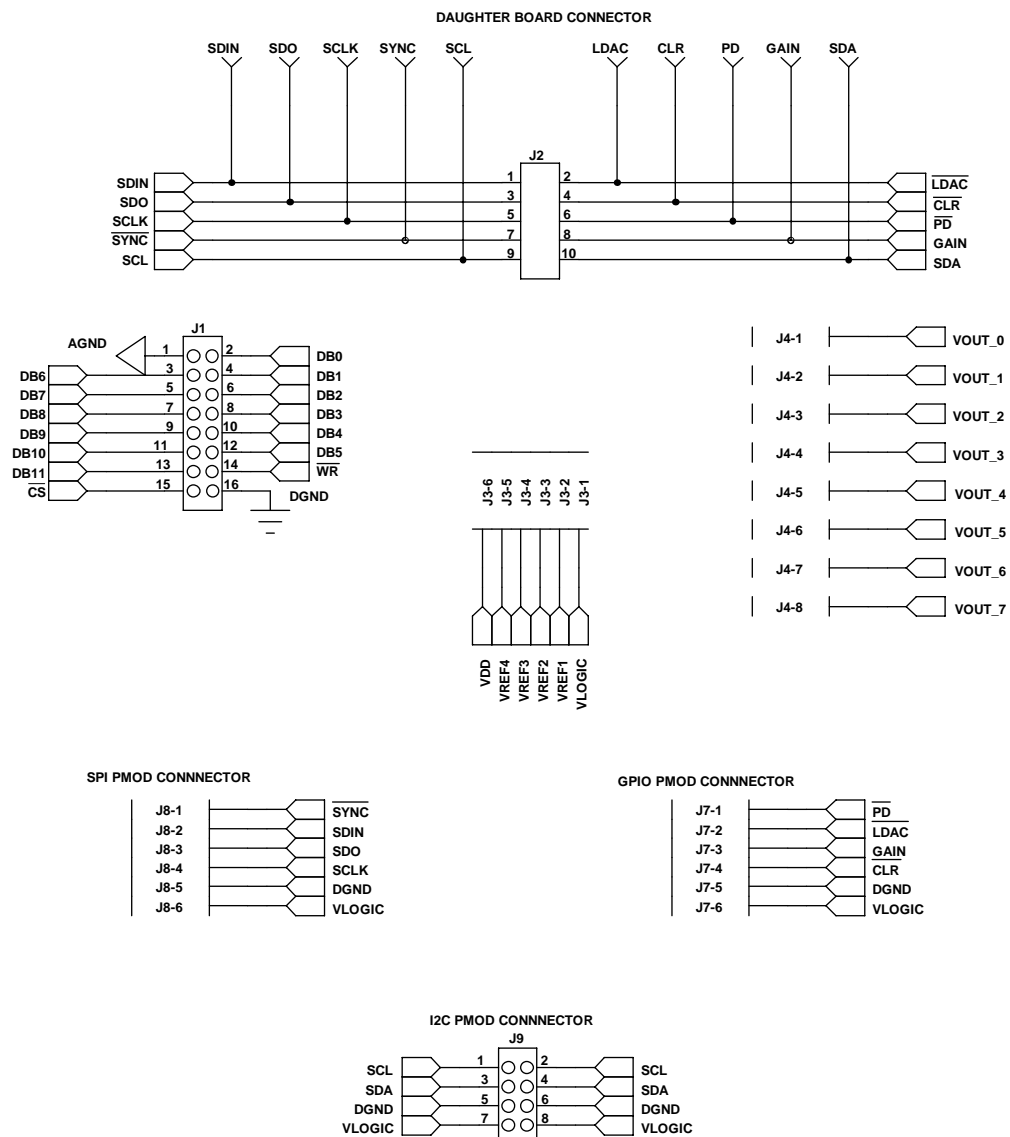 DAUGHTER BOARD CONNECTOR
SDIN SDO SCLK SYNC SCL LDAC CLR PD GAIN SDA
J2
SDIN 1 2 LDAC
SDO 3 4 CLR
SCLK 5 6 PD
SYNC 7 8 GAIN
SCL 9 10 SDA
J1
AGND 1 2 DB0
DB6 3 4 DB1
DB7 5 6 DB2
DB8 7 8 DB3
DB9 9 10 DB4
DB10 11 12 DB5
DB11 13 14 WR
CS 15 16 DGND
J4-1 VOUT_0
J4-2 VOUT_1
J4-3 VOUT_2
J4-4 VOUT_3
J4-5 VOUT_4
J4-6 VOUT_5
J4-7 VOUT_6
J4-8 VOUT_7
J3-6 J3-5 J3-4 J3-3 J3-2 J3-1
VDD VREF4 VREF3 VREF2 VREF1 VLOGIC
SPI PMOD CONNNECTOR
J8-1 SYNC
J8-2 SDIN
J8-3 SDO
J8-4 SCLK
J8-5 DGND
J8-6 VLOGIC
GPIO PMOD CONNNECTOR
J7-1 PD
J7-2 LDAC
J7-3 GAIN
J7-4 CLR
J7-5 DGND
J7-6 VLOGIC
I2C PMOD CONNNECTOR
J9
SCL 1 2 SCL
SDA 3 4 SDA
DGND 5 6 DGND
VLOGIC 7 8 VLOGIC